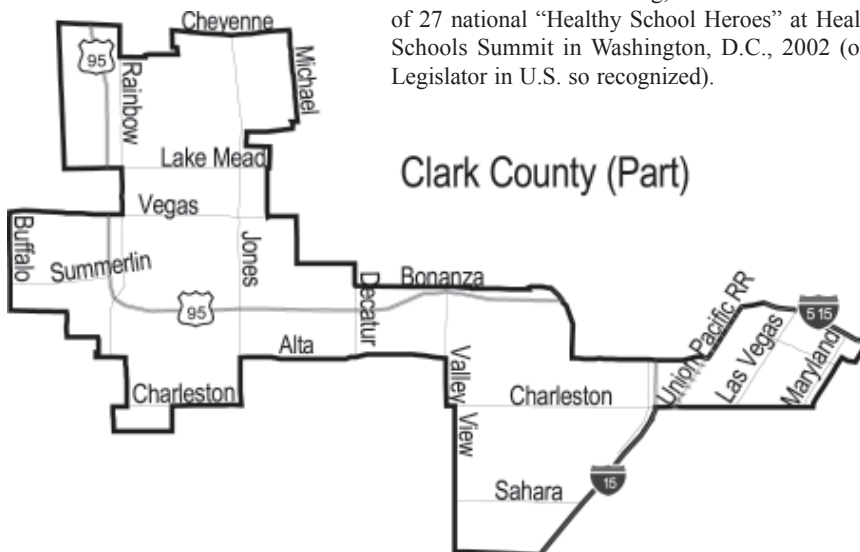 of 27 national “Healthy School Heroes” at Heal
Schools Summit in Washington, D.C., 2002 (o
Legislator in U.S. so recognized).
Cheyenne
95
Rainbow
Michael
Lake Mead
Clark County (Part)
Vegas
Buffalo
Summerlin
Jones
Decatur
Bonanza
95
Alta
Union Pacific RR
515
Las Vegas
Maryland
Charleston
Valley View
Charleston
Sahara
15